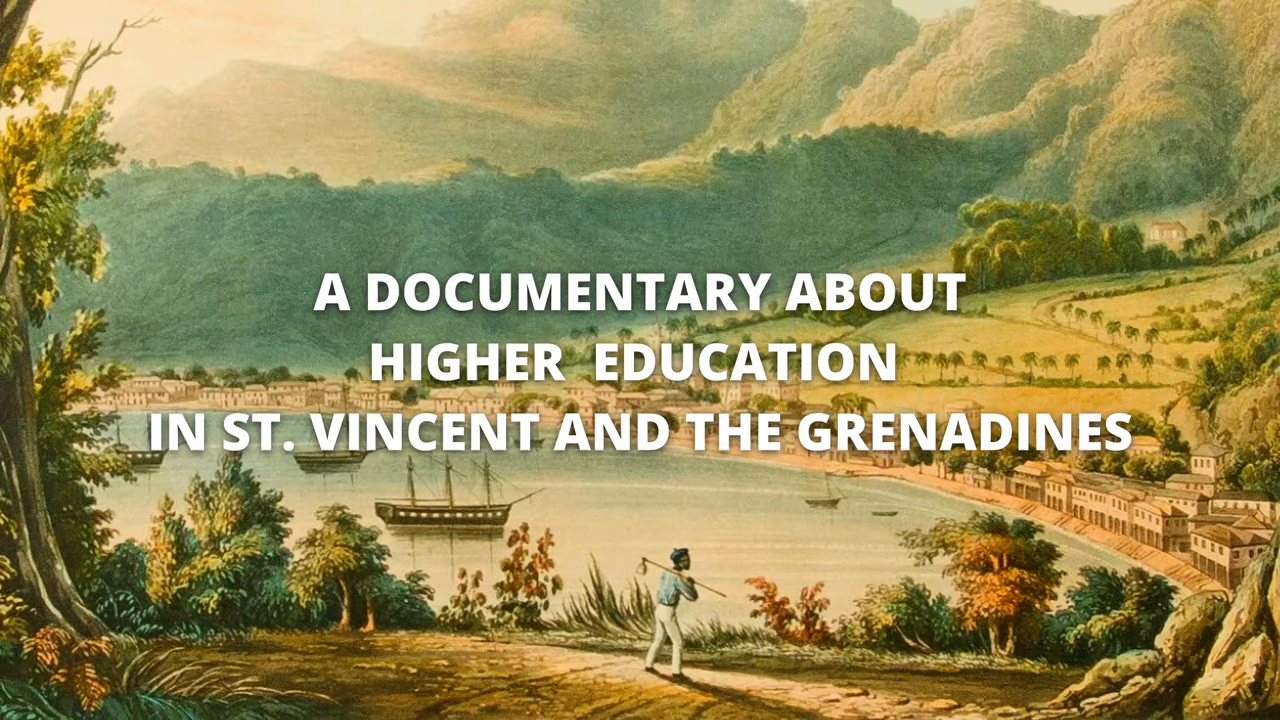 A DOCUMENTARY ABOUT
HIGHER EDUCATION
IN ST. VINCENT AND THE GRENADINES